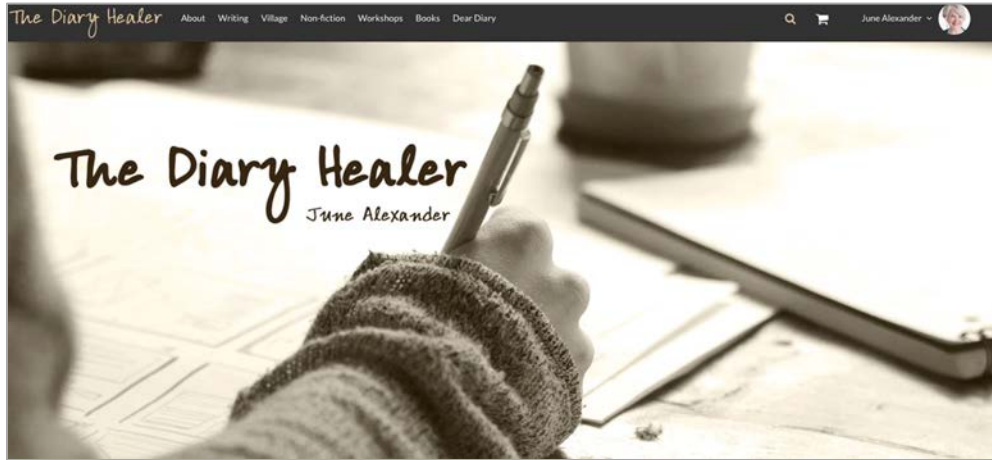 The Diary Healer About Writing Village Non-fiction Workshops Books Dear Diary June Alexander
The Diary Healer
June Alexander